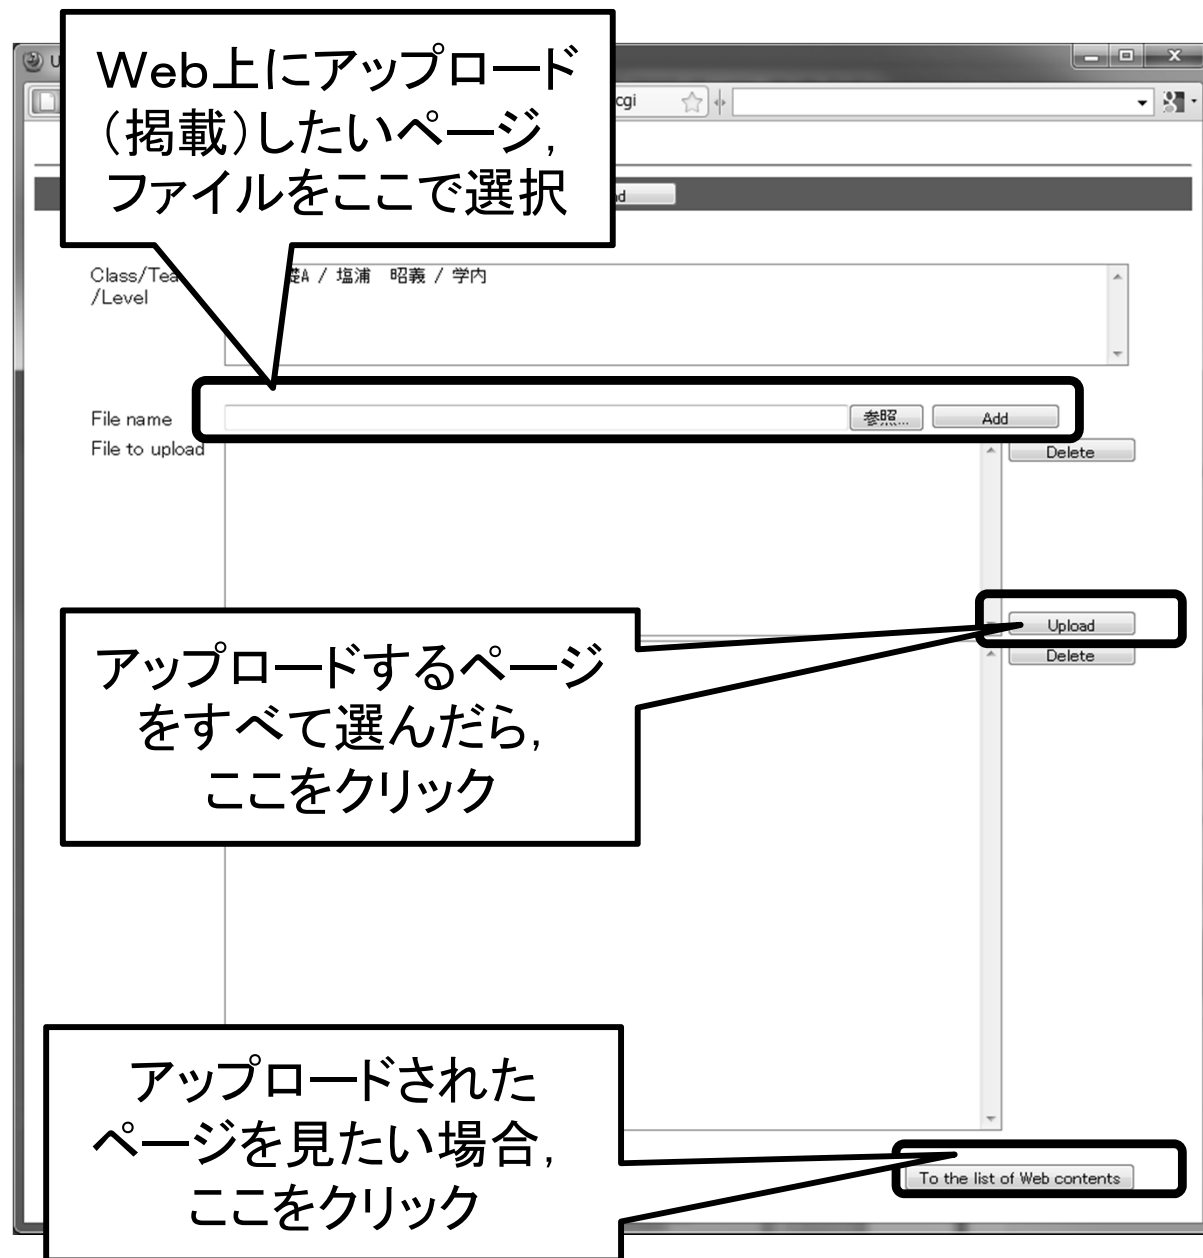 Web上にアップロード
（掲載）したいページ,
ファイルをここで選択
cgi
Class/Tea
/Level
礎A / 塩浦　昭義 / 学内
File name
参照...
Add
File to upload
Delete
Upload
Delete
アップロードするページ
をすべて選んだら,
ここをクリック
アップロードされた
ページを見たい場合,
ここをクリック
To the list of Web contents